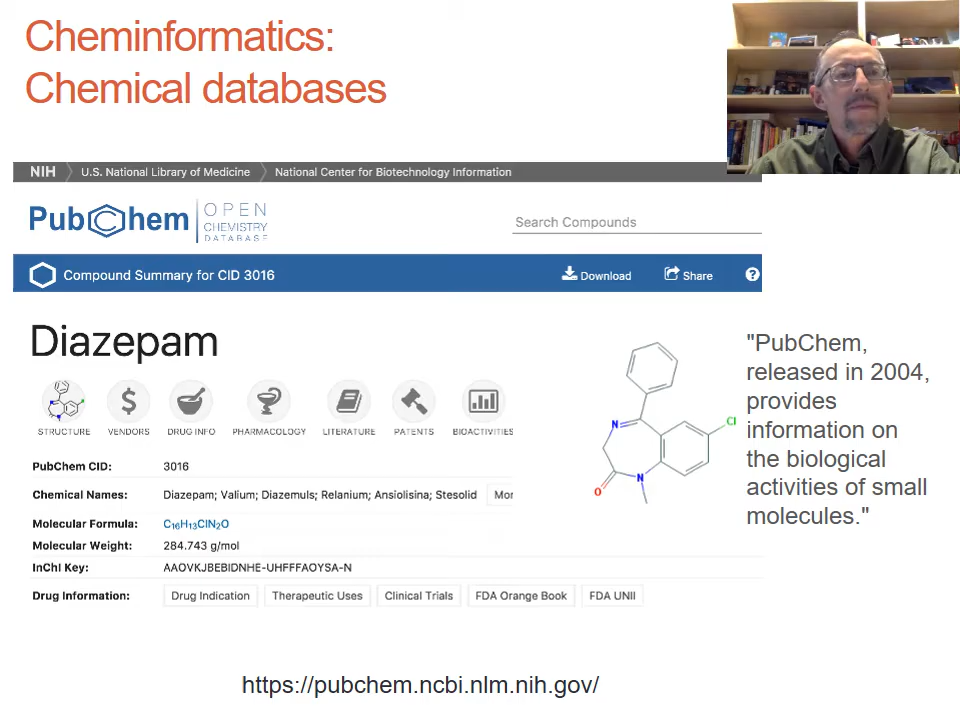 Cheminformatics:
Chemical databases
NIH U.S. National Library of Medicine National Center for Biotechnology Information
PubChem OPEN CHEMISTRY DATABASE
Search Compounds
Compound Summary for CID 3016 Download Share ?
Diazepam
STRUCTURE VENDORS DRUG INFO PHARMACOLOGY LITERATURE PATENTS BIOACTIVITIES
PubChem CID: 3016
Chemical Names: Diazepam; Valium; Diazemuls; Relanium; Ansiolisina; Stesolid Mor
Molecular Formula: C₁₆H₁₃ClN₂O
Molecular Weight: 284.743 g/mol
InChI Key: AAOVKJBEBIDNHE-UHFFFAOYSA-N
Drug Information: Drug Indication Therapeutic Uses Clinical Trials FDA Orange Book FDA UNII
N
Cl
N
O
"PubChem,
released in 2004,
provides
information on
the biological
activities of small
molecules."
https://pubchem.ncbi.nlm.nih.gov/